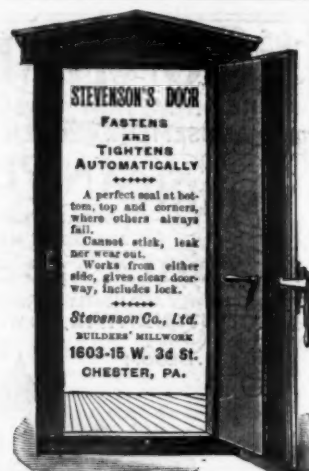 STEVENSON'S DOOR
FASTENS
AND
TIGHTENS
AUTOMATICALLY
A perfect seal at bot-
tom, top and corners,
where others always
fail.
Cannot stick, leak
nor wear out.
Works from either
side, gives clear door-
way, includes lock.
Stevenson Co., Ltd.
BUILDERS' MILLWORK
1603-15 W. 3d St.
CHESTER, PA.